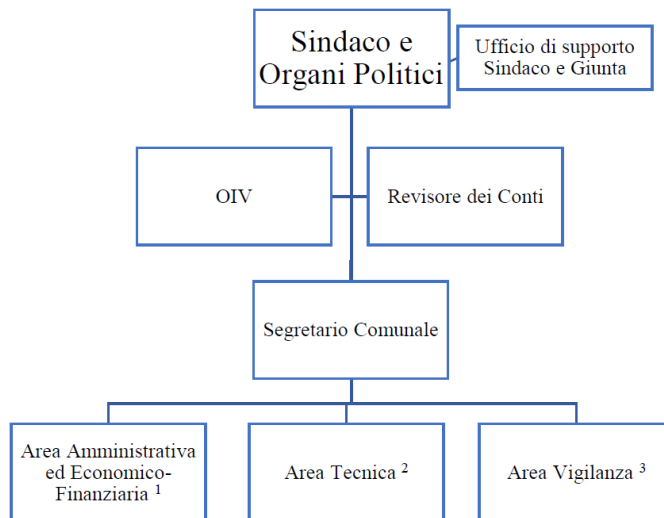 Sindaco e
Organi Politici
Ufficio di supporto
Sindaco e Giunta
OIV
Revisore dei Conti
Segretario Comunale
Area Amministrativa
ed Economico-
Finanziaria ¹
Area Tecnica ²
Area Vigilanza ³